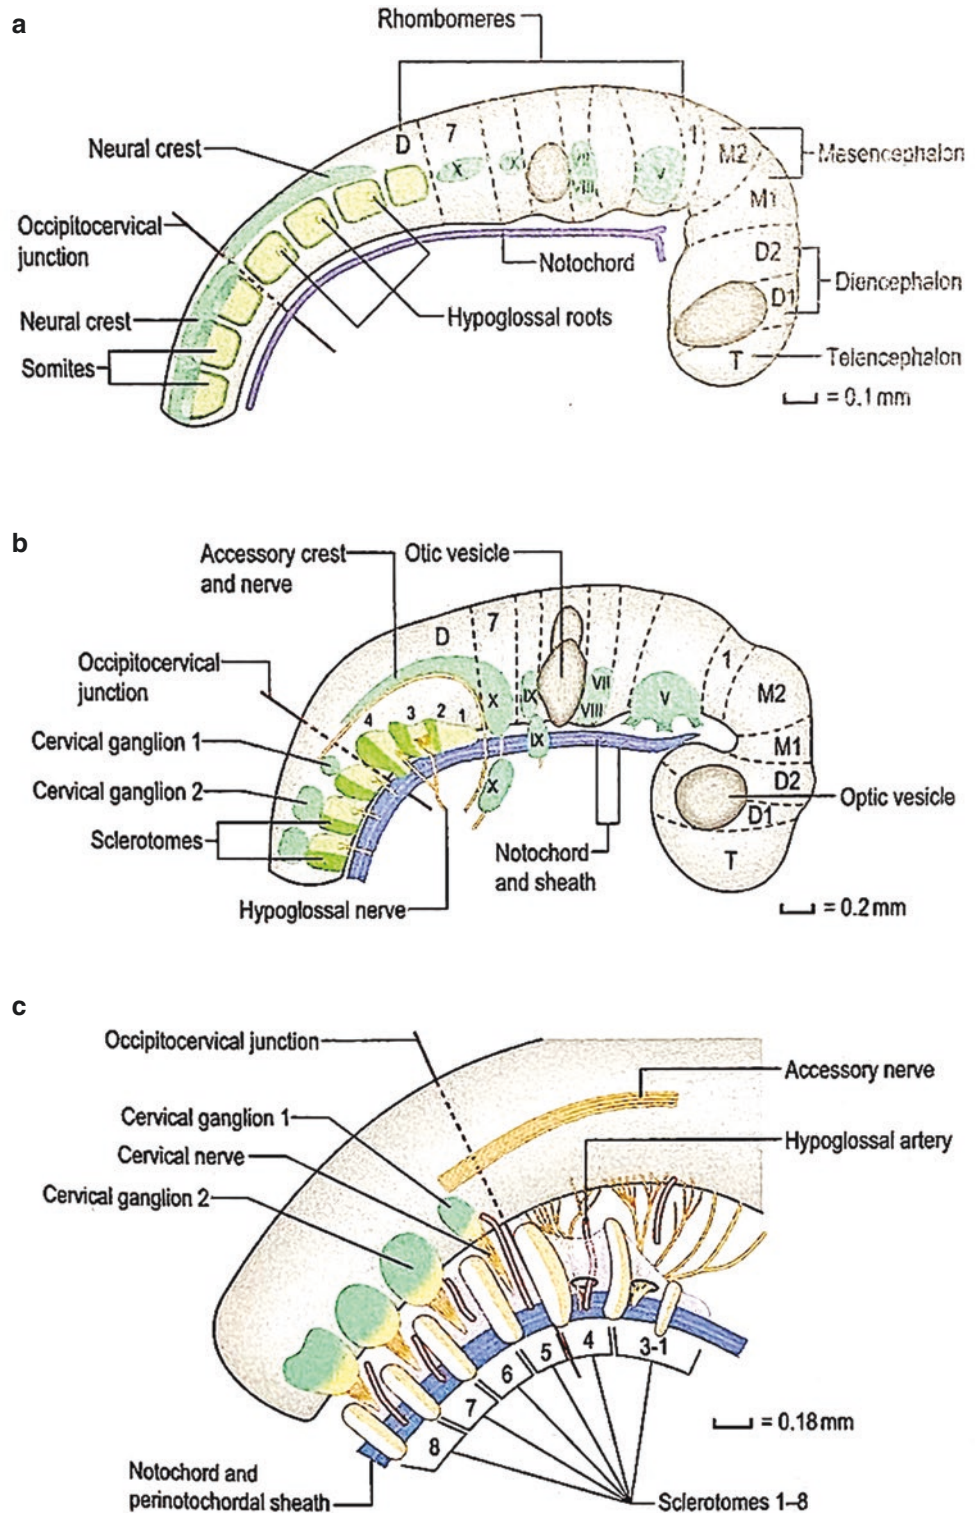 a
Rhombomeres
Neural crest
D
7
X
IX
VII
VIII
V
1
M2
Mesencephalon
M1
Occipitocervical
junction
D2
Notochord
Diencephalon
D1
Neural crest
Hypoglossal roots
Somites
T
Telencephalon
= 0.1 mm
b
Accessory crest
and nerve
Otic vesicle
D
7
Occipitocervical
junction
1
X
IX
VII
VIII
V
M2
4
3
2
1
Cervical ganglion 1
IX
M1
X
D2
Cervical ganglion 2
Optic vesicle
D1
Sclerotomes
Notochord
and sheath
T
Hypoglossal nerve
= 0.2 mm
c
Occipitocervical junction
Accessory nerve
Cervical ganglion 1
Hypoglossal artery
Cervical nerve
Cervical ganglion 2
3-1
4
5
6
7
8
= 0.18 mm
Notochord and
perinotochordal sheath
Sclerotomes 1–8